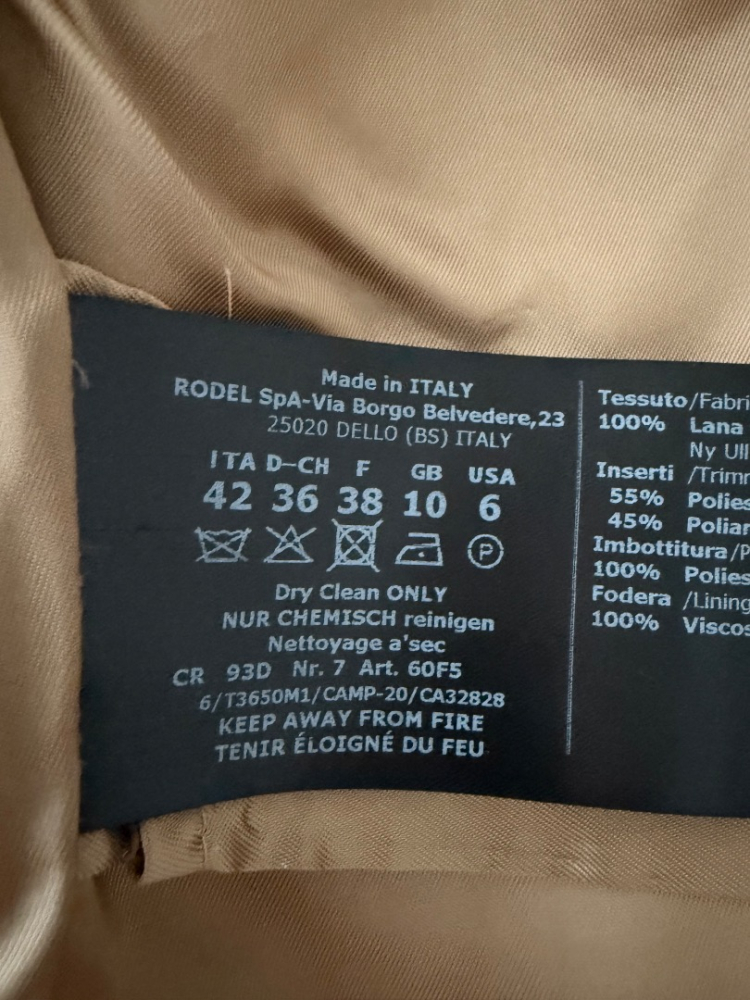 Made in ITALY
RODEL SpA-Via Borgo Belvedere,23
25020 DELLO (BS) ITALY
ITA D-CH F GB USA
42 36 38 10 6
P
Dry Clean ONLY
NUR CHEMISCH reinigen
Nettoyage a'sec
CR 93D Nr. 7 Art. 60F5
6/T3650M1/CAMP-20/CA32828
KEEP AWAY FROM FIRE
TENIR ÉLOIGNÉ DU FEU
Tessuto/Fabri
100% Lana
Ny Ull
Inserti /Trimm
55% Polies
45% Poliam
Imbottitura/P
100% Polies
Fodera /Lining
100% Viscos